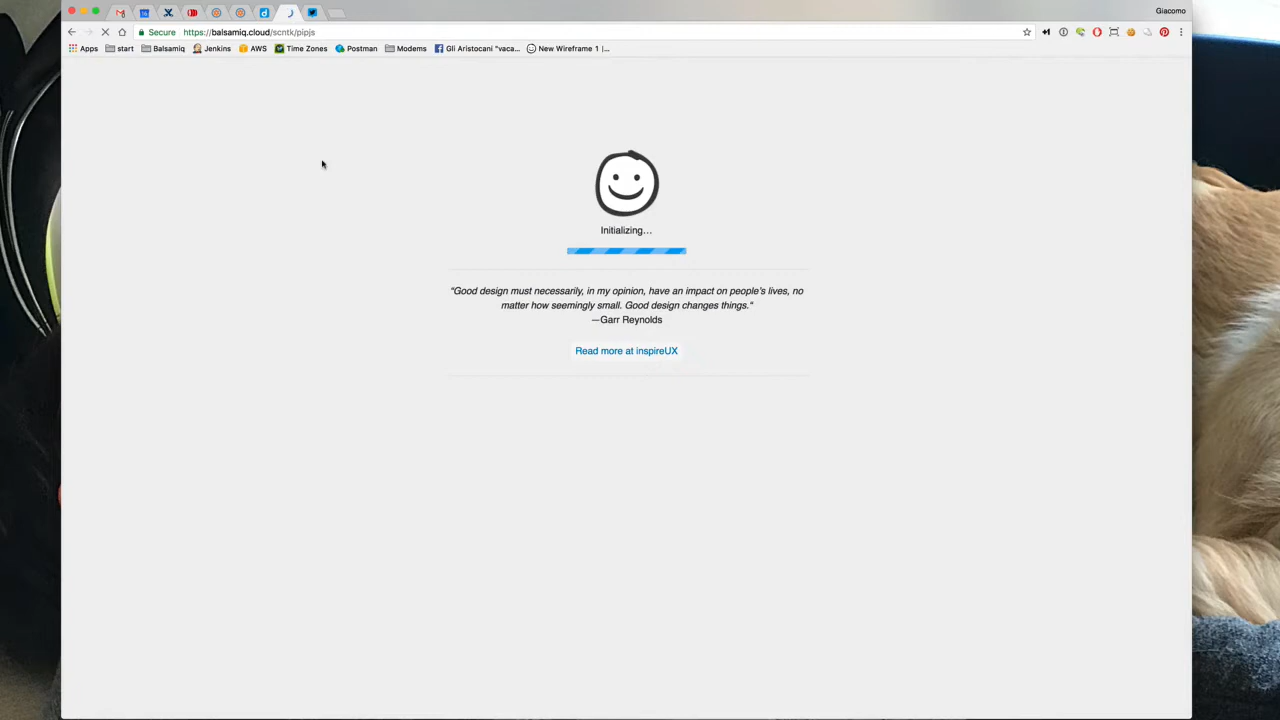 Giacomo
Secure https://balsamiq.cloud/scntk/pipjs
Apps start Balsamiq Jenkins AWS Time Zones Postman Modems Gli Aristocani "vaca... New Wireframe 1 |...
Initializing...
"Good design must necessarily, in my opinion, have an impact on people's lives, no
matter how seemingly small. Good design changes things."
—Garr Reynolds
Read more at inspireUX